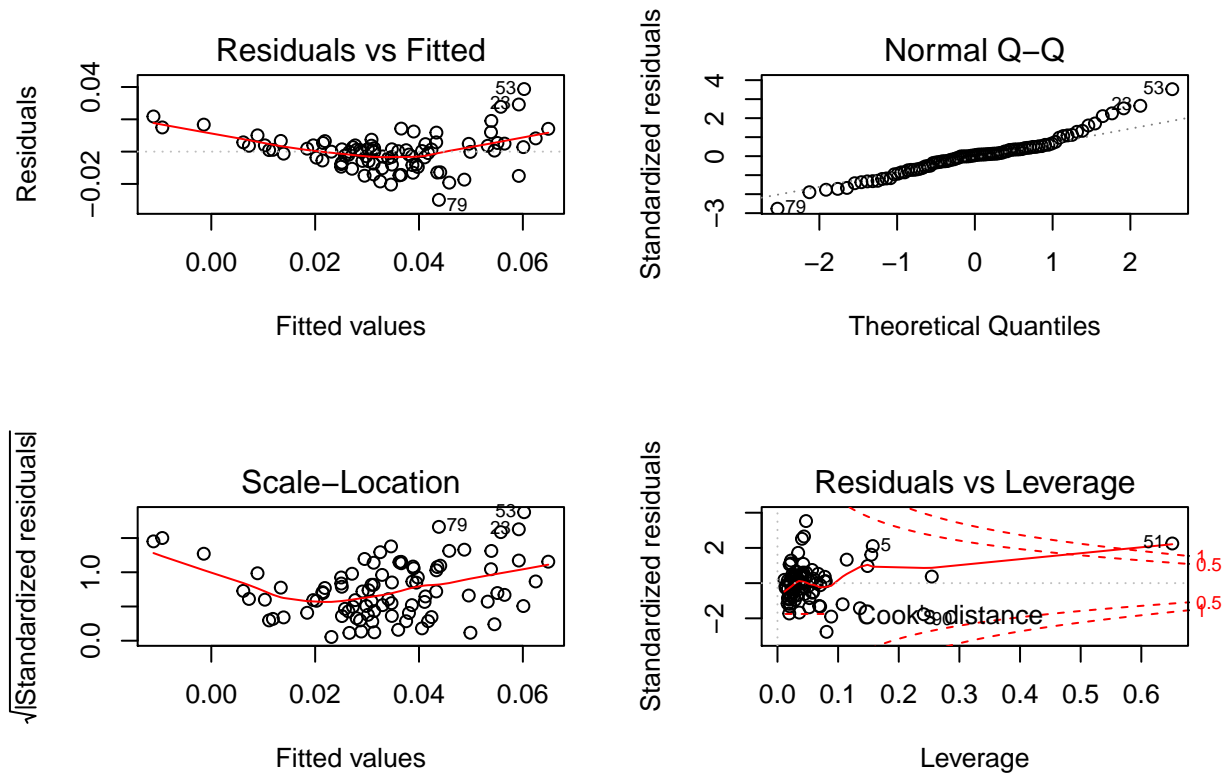 Residuals vs Fitted
Residuals
0.04
−0.02
53
23
79
0.00 0.02 0.04 0.06
Fitted values
Normal Q−Q
Standardized residuals
4
2
0
−3
53
23
79
−2 −1 0 1 2
Theoretical Quantiles
Scale−Location
√|Standardized residuals|
1.0
0.0
53
79
23
0.00 0.02 0.04 0.06
Fitted values
Residuals vs Leverage
Standardized residuals
2
0
−2
5
51
90
1
0.5
0.5
1
Cook's distance
0.0 0.1 0.2 0.3 0.4 0.5 0.6
Leverage